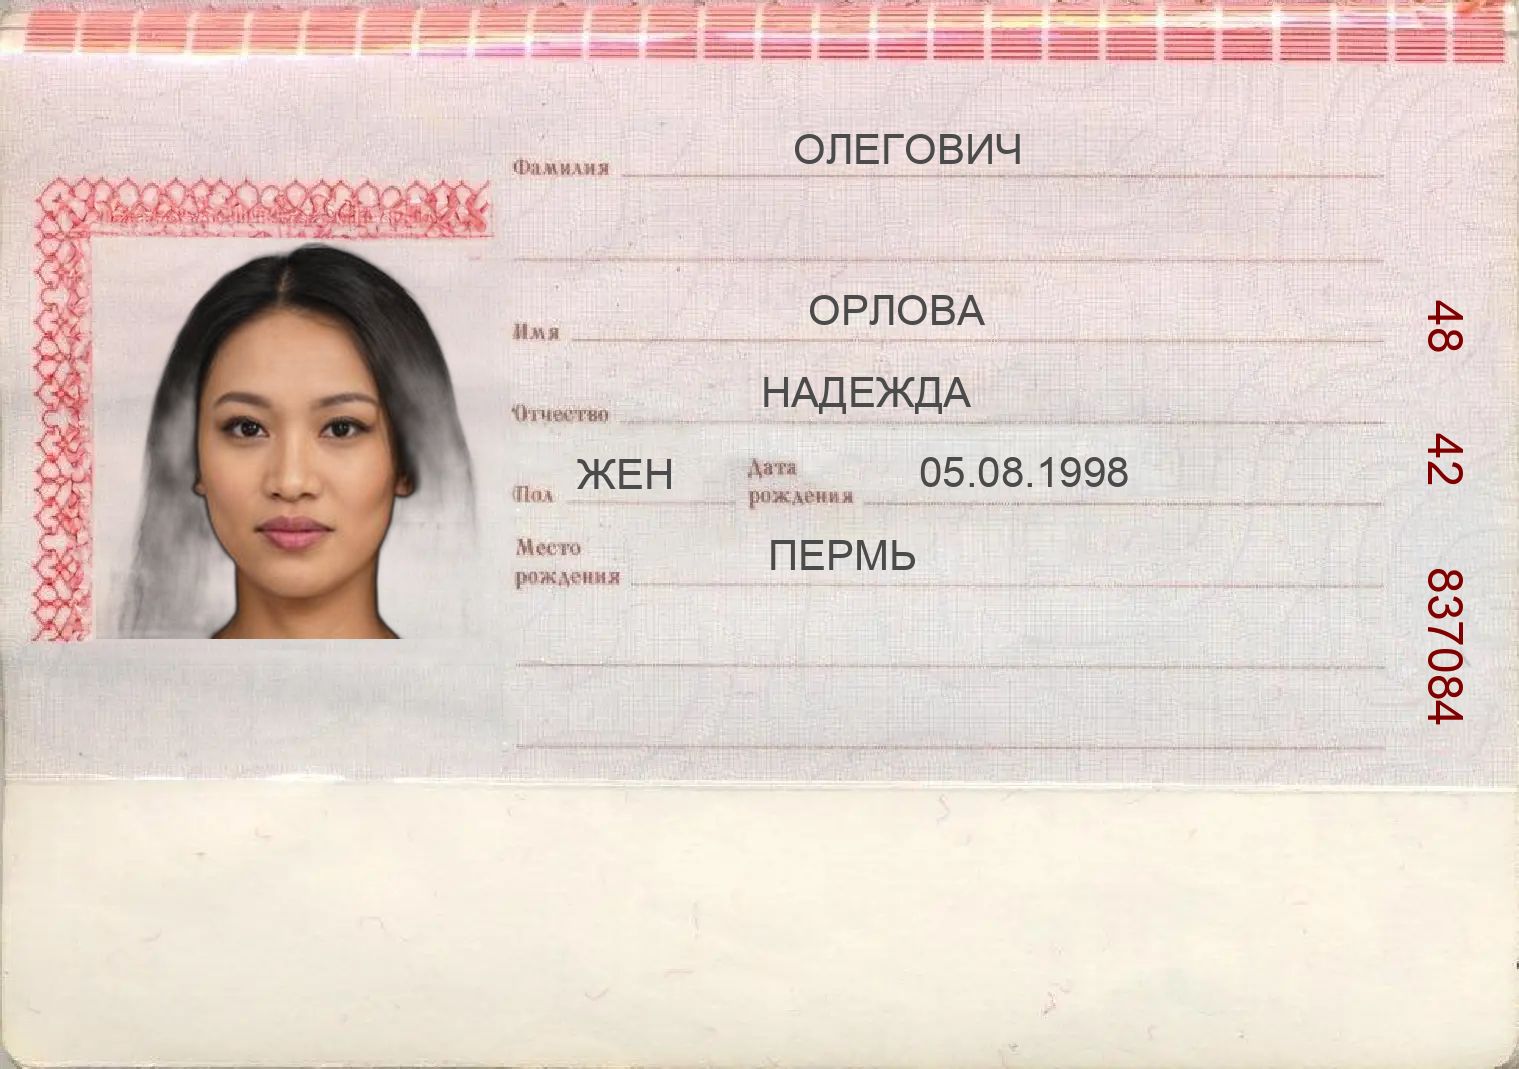 Фамилия ОЛЕГОВИЧ
Имя ОРЛОВА
Отчество НАДЕЖДА
Пол ЖЕН Дата рождения 05.08.1998
Место рождения ПЕРМЬ
48 42 837084